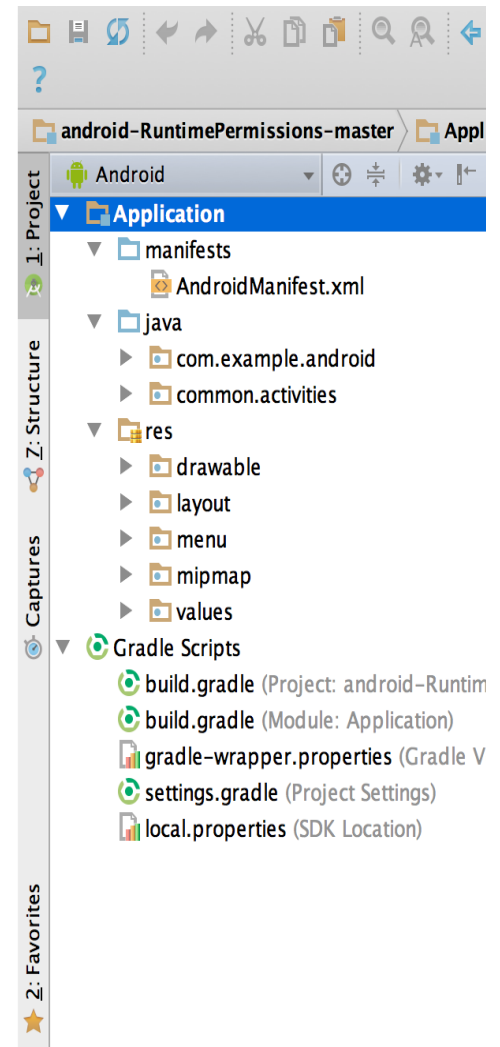 ?
android-RuntimePermissions-master
Appl
Android
1: Project
Z: Structure
Captures
2: Favorites
Application
manifests
AndroidManifest.xml
java
com.example.android
common.activities
res
drawable
layout
menu
mipmap
values
Gradle Scripts
build.gradle (Project: android-Runtim
build.gradle (Module: Application)
gradle-wrapper.properties (Gradle V
settings.gradle (Project Settings)
local.properties (SDK Location)